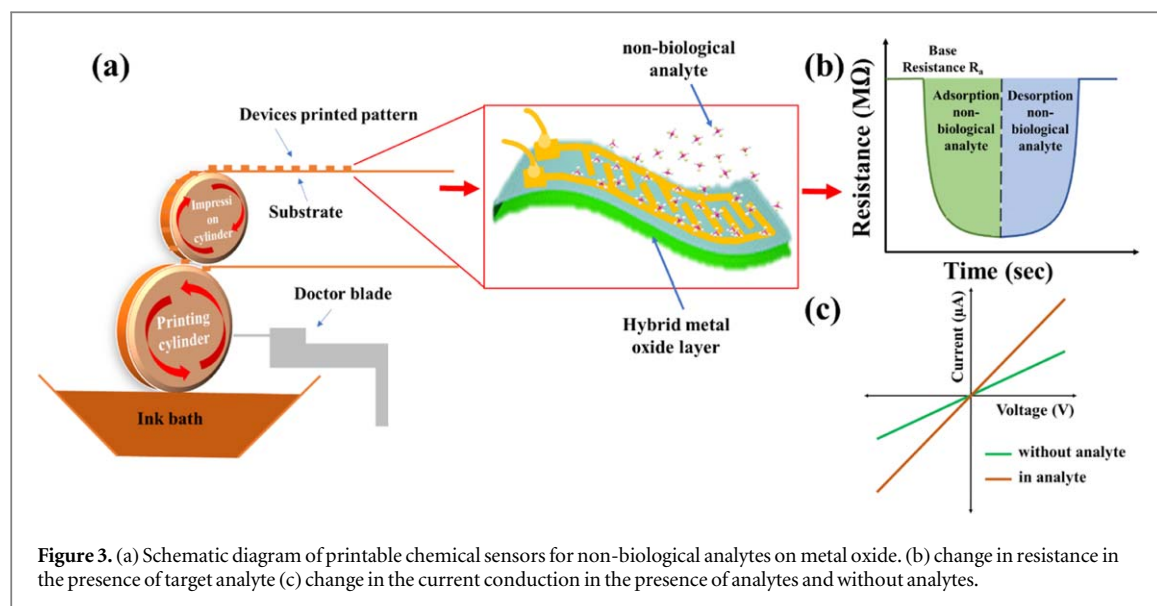 (a)
Devices printed pattern
Substrate
Impressi
on
cylinder
Printing
cylinder
Doctor blade
Ink bath
non-biological
analyte
Hybrid metal
oxide layer
(b)
Resistance (MΩ)
Base
Resistance Rₐ
Adsorption
non-
biological
analyte
Desorption
non-
biological
analyte
Time (sec)
(c)
Current (μA)
Voltage (V)
without analyte
in analyte
Figure 3. (a) Schematic diagram of printable chemical sensors for non-biological analytes on metal oxide. (b) change in resistance in
the presence of target analyte (c) change in the current conduction in the presence of analytes and without analytes.